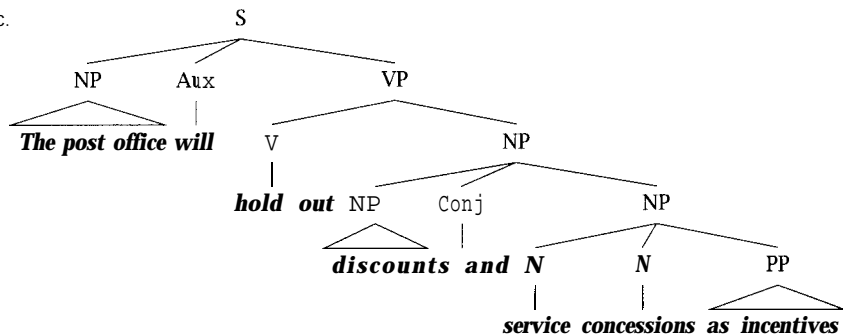 c.
S
NP Aux VP
The post office will V NP
hold out NP Conj NP
discounts and N N PP
service concessions as incentives